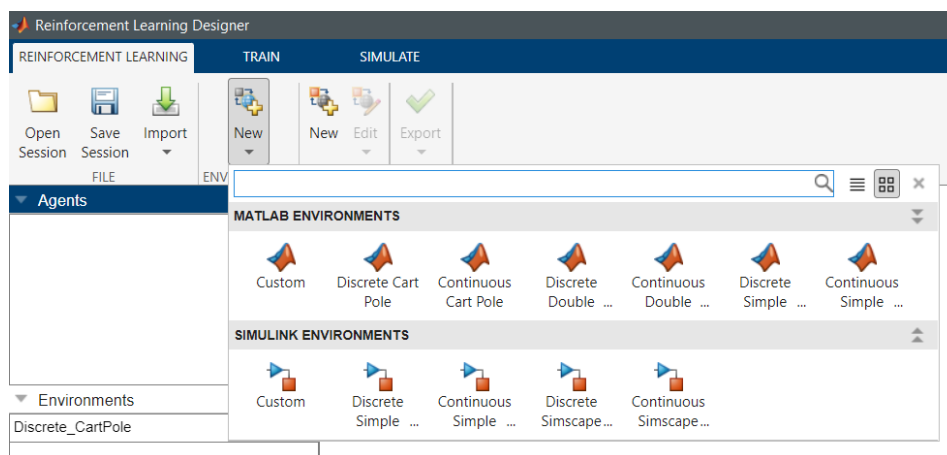 Reinforcement Learning Designer
REINFORCEMENT LEARNING TRAIN SIMULATE
Open Session
Save Session
Import
New
New
Edit
Export
FILE
ENV
Agents
MATLAB ENVIRONMENTS
Custom
Discrete Cart Pole
Continuous Cart Pole
Discrete Double ...
Continuous Double ...
Discrete Simple ...
Continuous Simple ...
SIMULINK ENVIRONMENTS
Custom
Discrete Simple ...
Continuous Simple ...
Discrete Simscape...
Continuous Simscape...
Environments
Discrete_CartPole